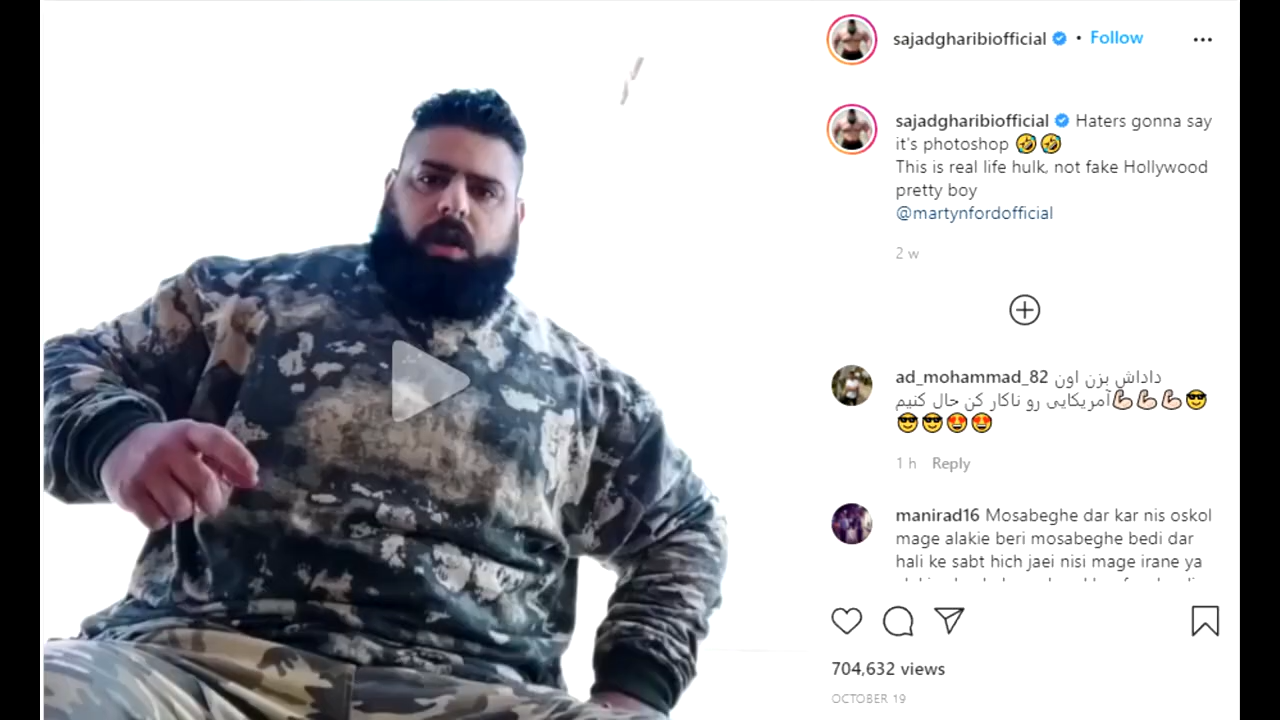 sajadgharibiofficial • Follow
sajadgharibiofficial Haters gonna say
it's photoshop 🤣🤣
This is real life hulk, not fake Hollywood
pretty boy
@martynfordofficial
2 w
ad_mohammad_82 داداش بزن اون
آمریکایی رو ناکار کن حال کنیم💪🏻💪🏻💪🏻😎
😎😎😍😍
1 h Reply
manirad16 Mosabeghe dar kar nis oskol
mage alakie beri mosabeghe bedi dar
hali ke sabt hich jaei nisi mage irane ya
704,632 views
OCTOBER 19